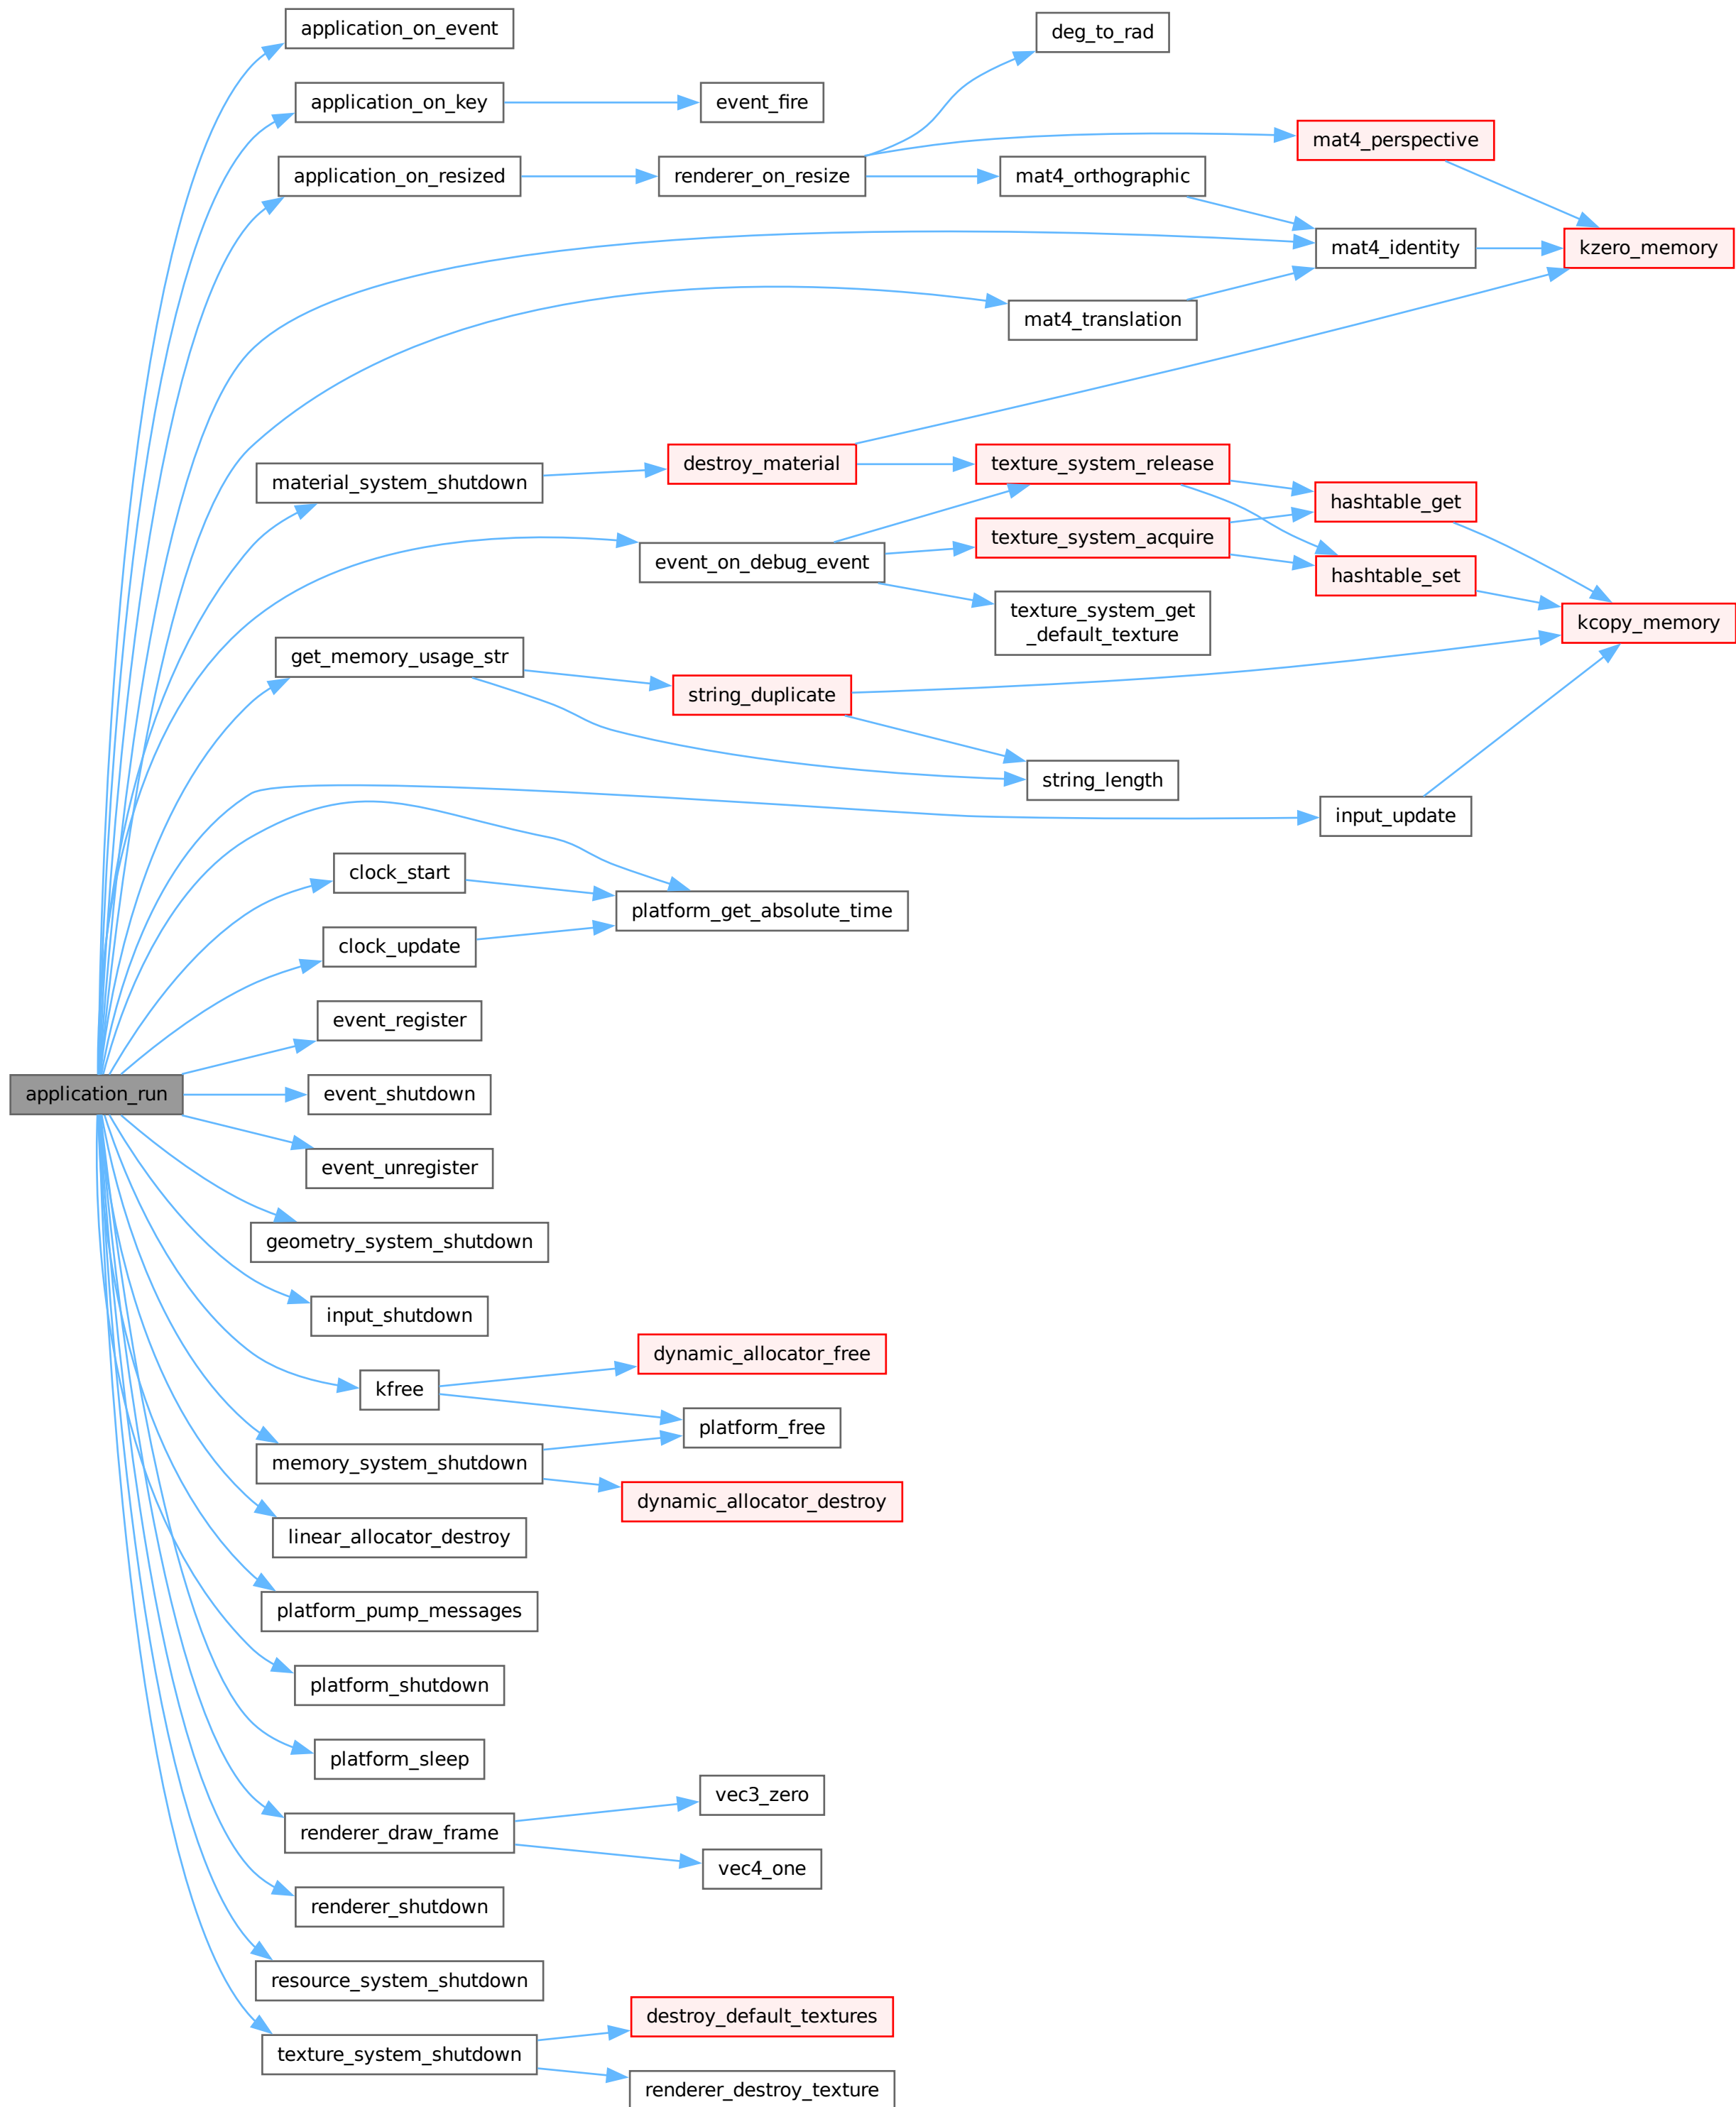 application_on_event
deg_to_rad
application_on_key
event_fire
mat4_perspective
application_on_resized
renderer_on_resize
mat4_orthographic
mat4_identity
kzero_memory
mat4_translation
material_system_shutdown
destroy_material
texture_system_release
hashtable_get
texture_system_acquire
event_on_debug_event
hashtable_set
texture_system_get
_default_texture
kcopy_memory
get_memory_usage_str
string_duplicate
string_length
input_update
clock_start
platform_get_absolute_time
clock_update
event_register
application_run
event_shutdown
event_unregister
geometry_system_shutdown
input_shutdown
dynamic_allocator_free
kfree
platform_free
memory_system_shutdown
dynamic_allocator_destroy
linear_allocator_destroy
platform_pump_messages
platform_shutdown
platform_sleep
vec3_zero
renderer_draw_frame
vec4_one
renderer_shutdown
resource_system_shutdown
destroy_default_textures
texture_system_shutdown
renderer_destroy_texture